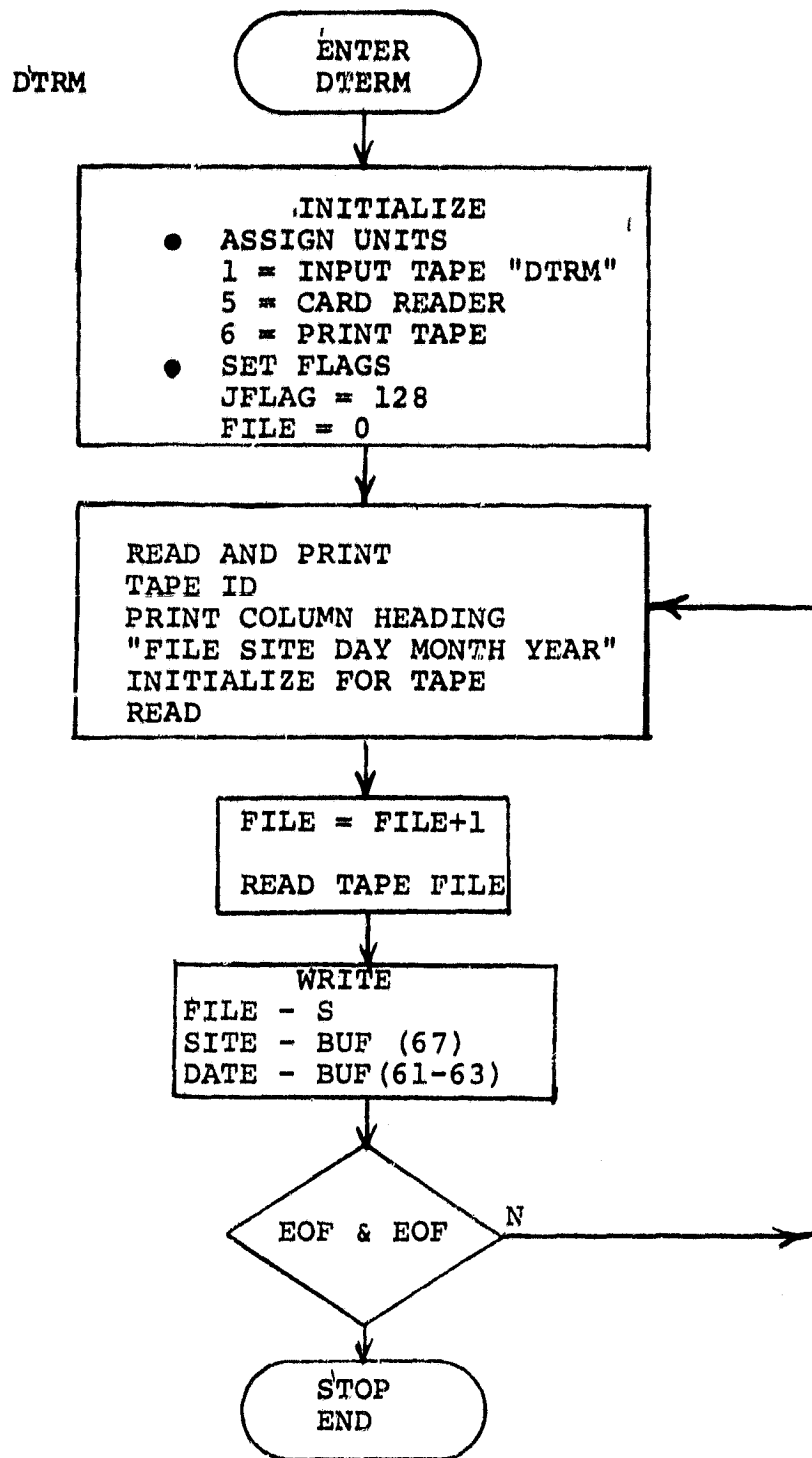 DTRM
ENTER
DTERM
INITIALIZE
● ASSIGN UNITS
1 = INPUT TAPE "DTRM"
5 = CARD READER
6 = PRINT TAPE
● SET FLAGS
JFLAG = 128
FILE = 0
READ AND PRINT
TAPE ID
PRINT COLUMN HEADING
"FILE SITE DAY MONTH YEAR"
INITIALIZE FOR TAPE
READ
FILE = FILE+1
READ TAPE FILE
WRITE
FILE - S
SITE - BUF (67)
DATE - BUF(61-63)
EOF & EOF
N
STOP
END